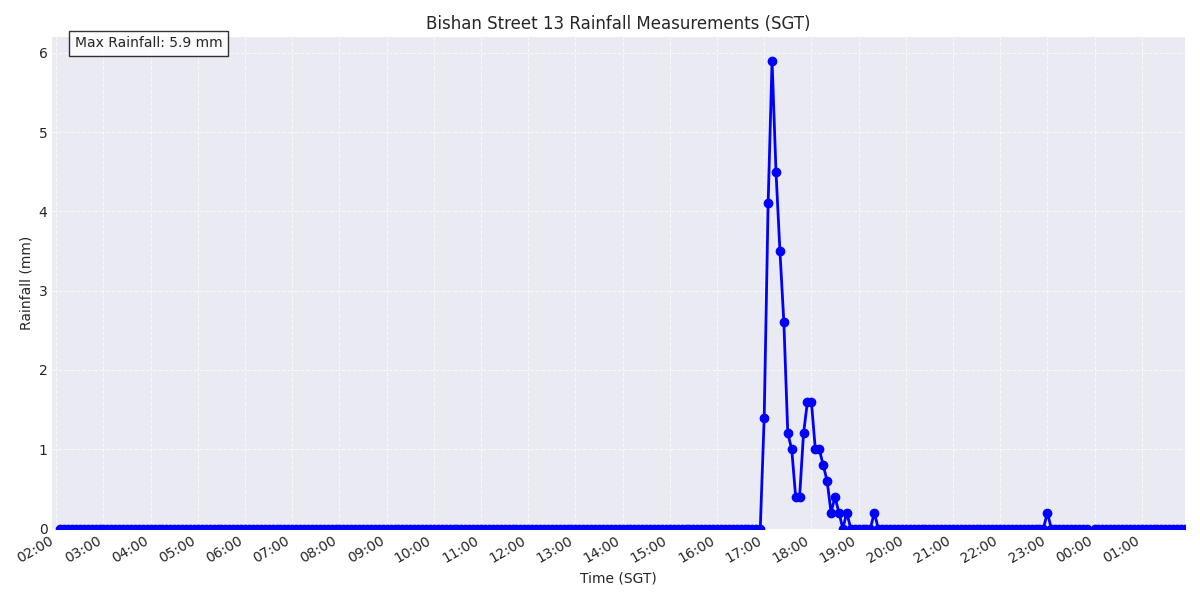 Bishan Street 13 Rainfall Measurements (SGT)
Max Rainfall: 5.9 mm
6
5
4
3
2
1
0
Rainfall (mm)
02:00 03:00 04:00 05:00 06:00 07:00 08:00 09:00 10:00 11:00 12:00 13:00 14:00 15:00 16:00 17:00 18:00 19:00 20:00 21:00 22:00 23:00 00:00 01:00
Time (SGT)